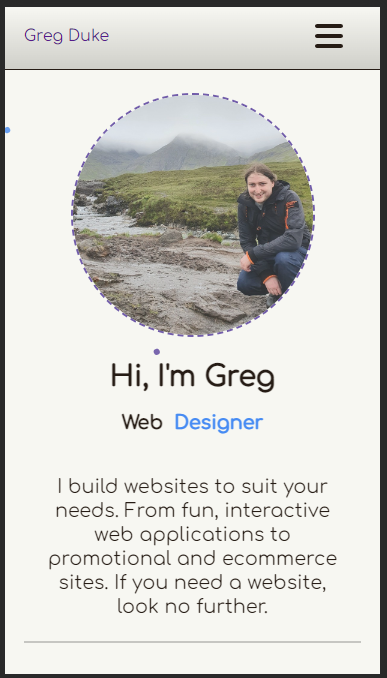 Greg Duke
Hi, I'm Greg
Web Designer
I build websites to suit your
needs. From fun, interactive
web applications to
promotional and ecommerce
sites. If you need a website,
look no further.